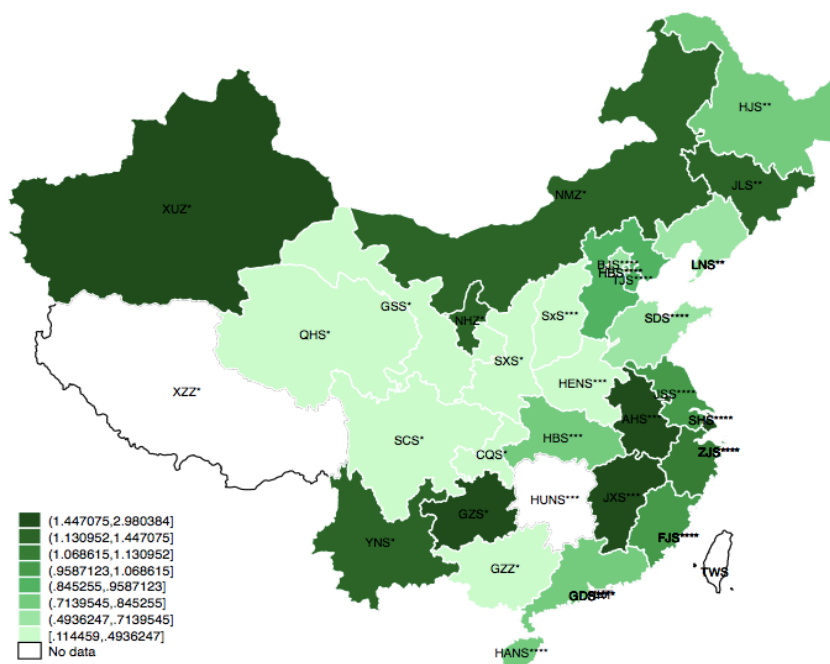 HJS**
JLS**
NMZ*
XUZ*
BJS****
HBS****
TJS****
LNS**
GSS*
NHZ*
SxS***
SDS****
QHS*
SXS*
HENS***
XZZ*
JSS****
AHS***
SHS****
SCS*
CQS*
HBS***
ZJS****
HUNS***
JXS***
GZS*
YNS*
FJS****
GZZ*
TWS
GDS****
HANS****
(1.447075,2.980384]
(1.130952,1.447075]
(1.068615,1.130952]
(.9587123,1.068615]
(.845255,.9587123]
(.7139545,.845255]
(.4936247,.7139545]
[.114459,.4936247]
No data